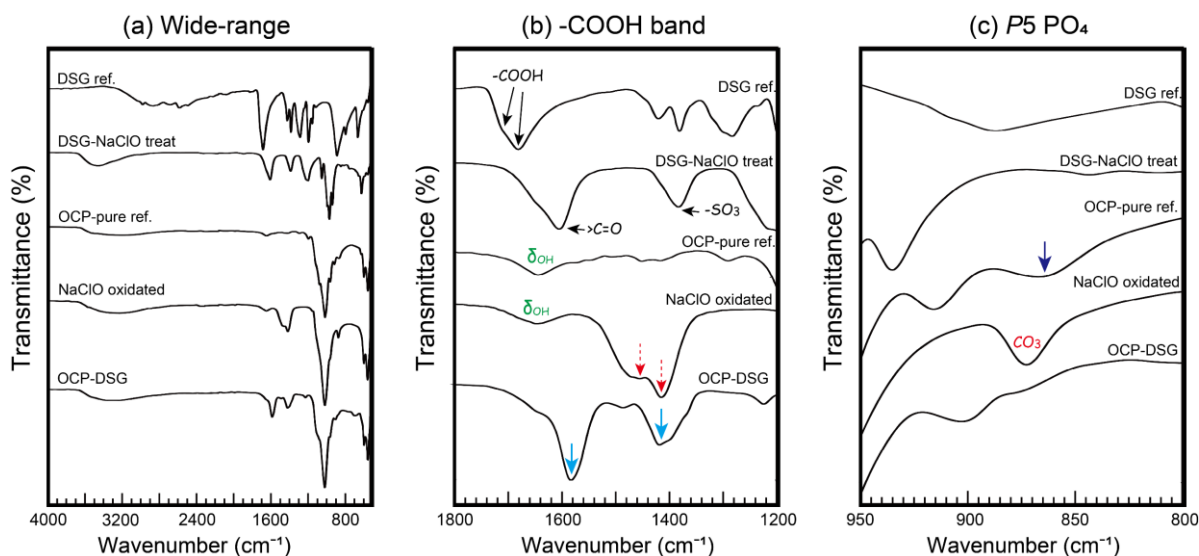 (a) Wide-range
Transmittance (%)
DSG ref.
DSG-NaClO treat
OCP-pure ref.
NaClO oxidated
OCP-DSG
4000 3200 2400 1600 800
Wavenumber (cm⁻¹)
(b) -COOH band
Transmittance (%)
-COOH
DSG ref.
DSG-NaClO treat
-SO₃
>C=O
OCP-pure ref.
δOH
NaClO oxidated
δOH
OCP-DSG
1800 1600 1400 1200
Wavenumber (cm⁻¹)
(c) P5 PO₄
Transmittance (%)
DSG ref.
DSG-NaClO treat
OCP-pure ref.
NaClO oxidated
CO₃
OCP-DSG
950 900 850 800
Wavenumber (cm⁻¹)